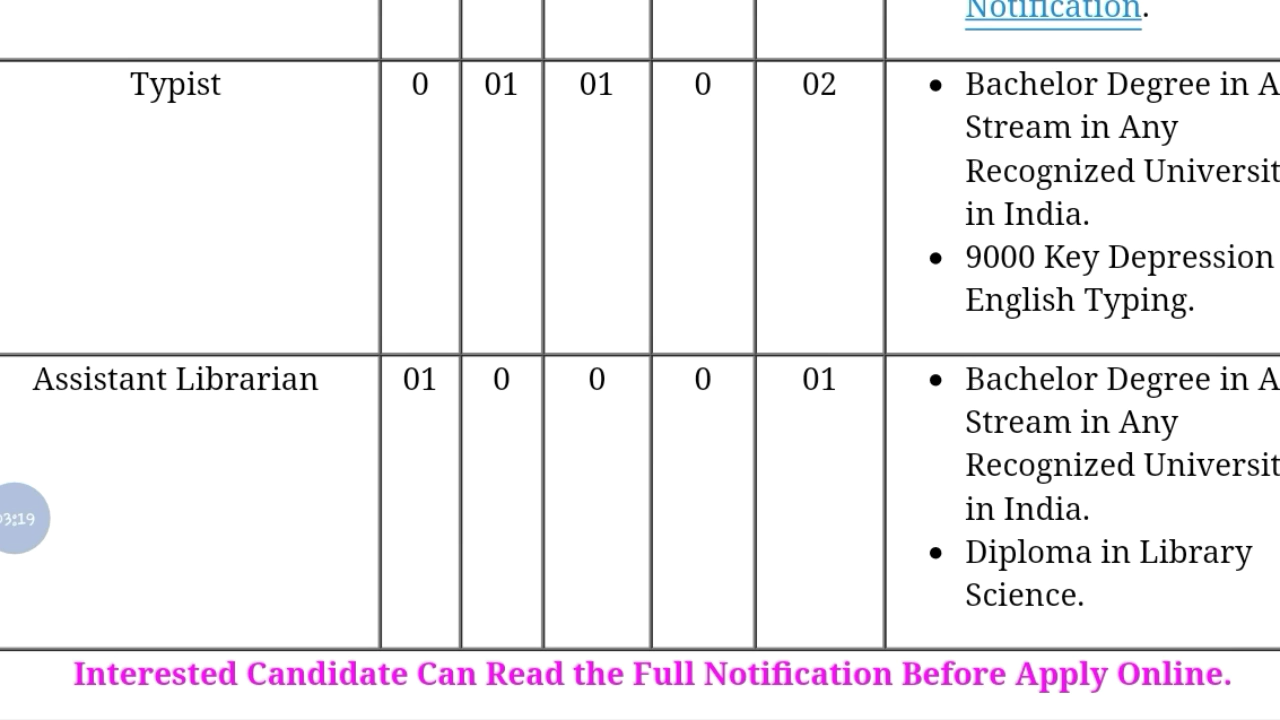 Notification.
Typist 0 01 01 0 02
Bachelor Degree in A
Stream in Any
Recognized Universit
in India.
9000 Key Depression
English Typing.
Assistant Librarian 01 0 0 0 01
Bachelor Degree in A
Stream in Any
Recognized Universit
in India.
Diploma in Library
Science.
03:19
Interested Candidate Can Read the Full Notification Before Apply Online.